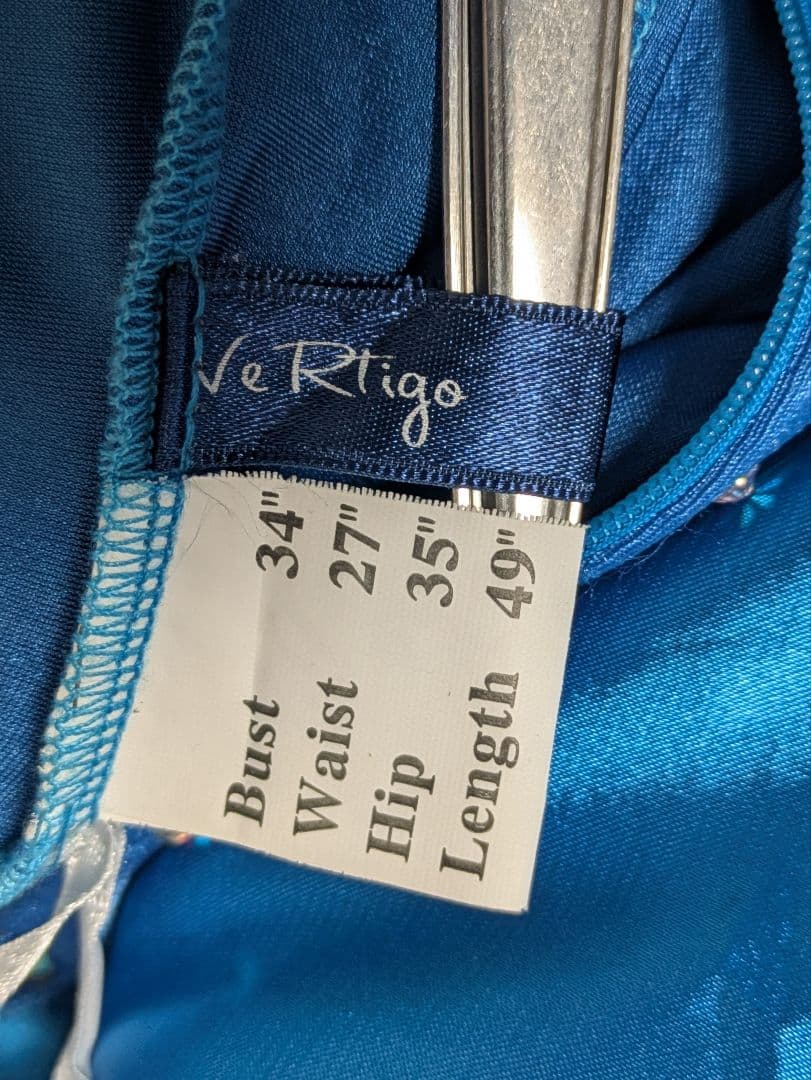 VeRtigo
Bust 34"
Waist 27"
Hip 35"
Length 49"